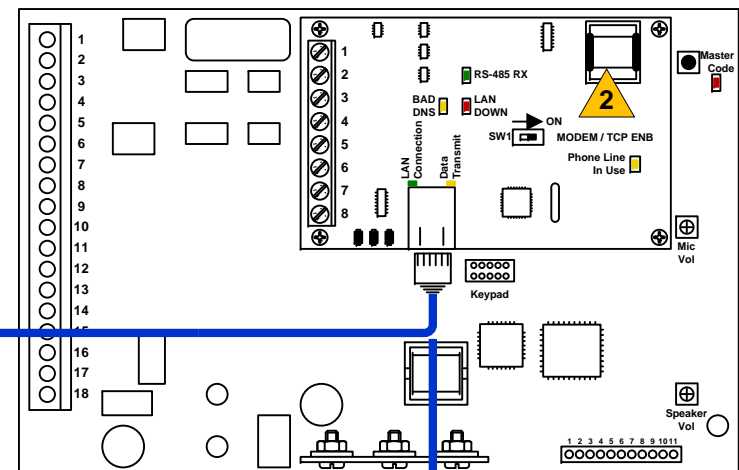 1
2
3
4
5
6
7
8
9
10
11
12
13
14
15
16
17
18
1
2
3
4
5
6
7
8
RS-485 RX
BAD
DNS
LAN
DOWN
ON
SW1
MODEM / TCP ENB
Phone Line
In Use
LAN
Connection
Data
Transmit
2
Master
Code
Mic
Vol
Keypad
Speaker
Vol
1 2 3 4 5 6 7 8 9 10 11